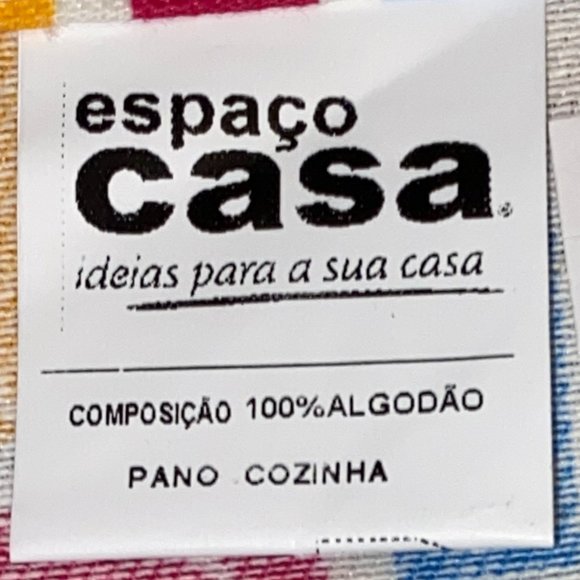 espaço
casa®
ideias para a sua casa
COMPOSIÇÃO 100%ALGODÃO
PANO COZINHA